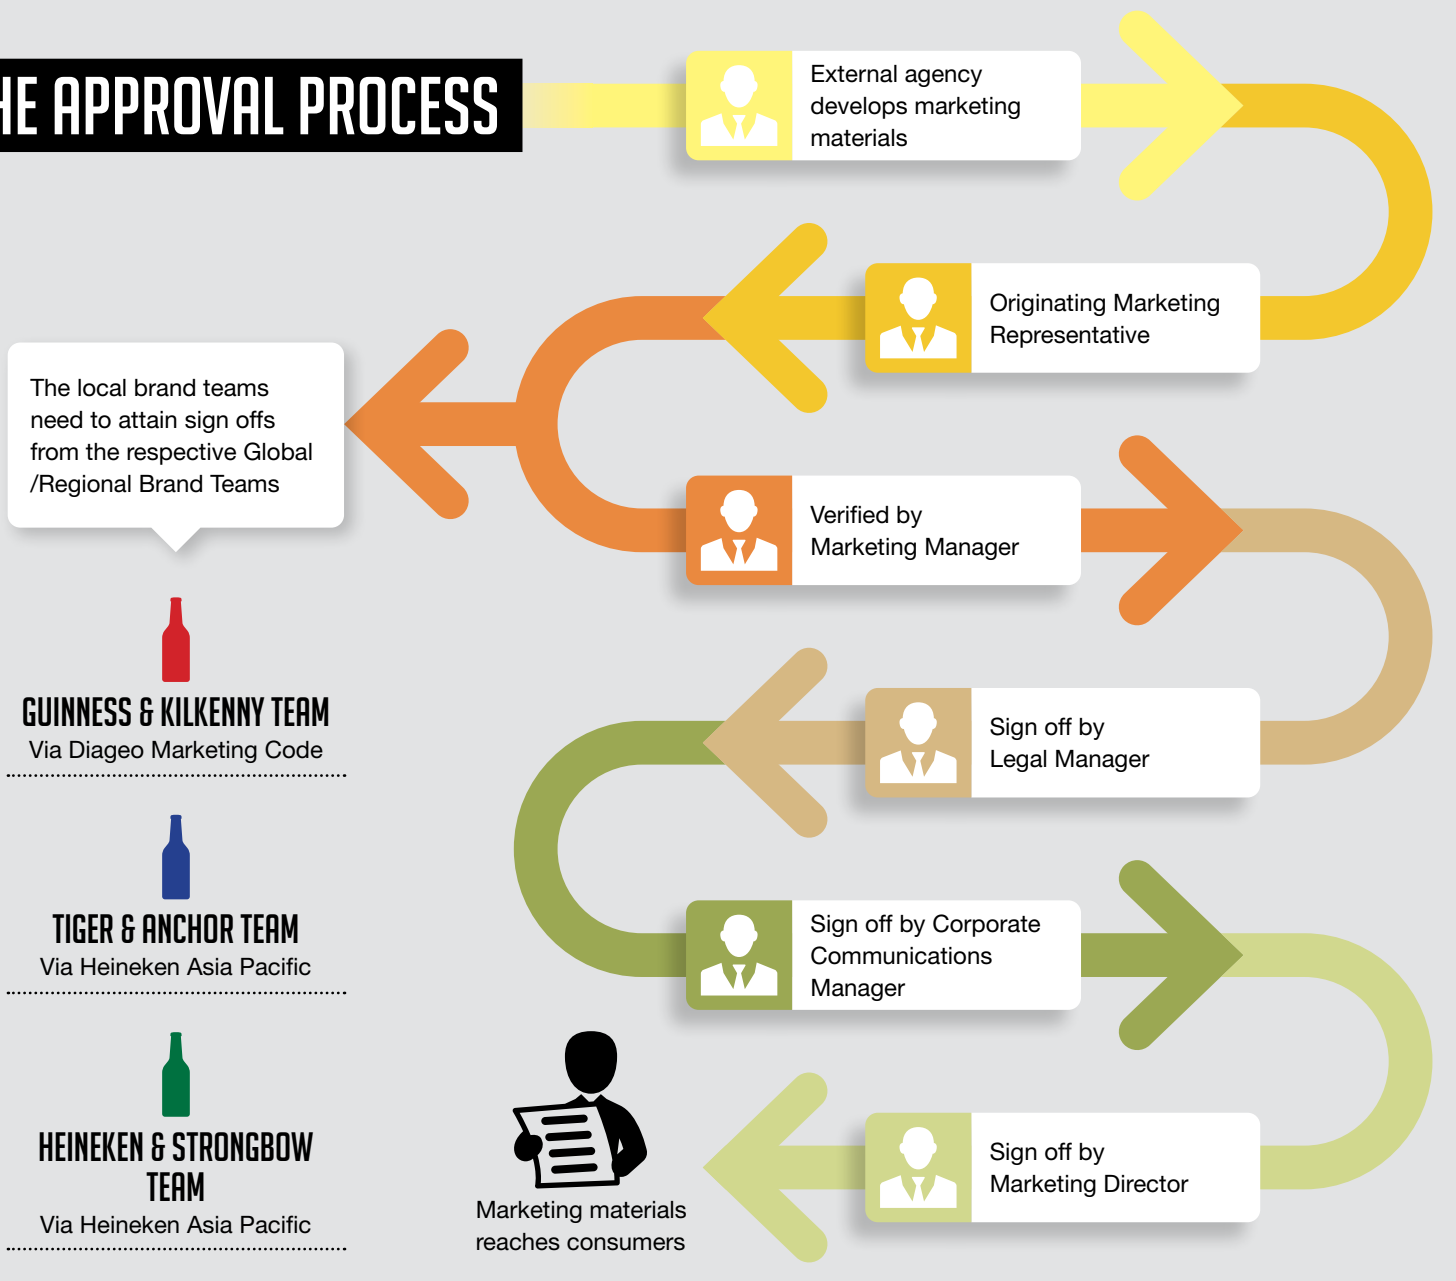 HE APPROVAL PROCESS
External agency
develops marketing
materials
Originating Marketing
Representative
The local brand teams
need to attain sign offs
from the respective Global
/Regional Brand Teams
Verified by
Marketing Manager
GUINNESS & KILKENNY TEAM
Via Diageo Marketing Code
Sign off by
Legal Manager
TIGER & ANCHOR TEAM
Via Heineken Asia Pacific
Sign off by Corporate
Communications
Manager
HEINEKEN & STRONGBOW
TEAM
Via Heineken Asia Pacific
Sign off by
Marketing Director
Marketing materials
reaches consumers